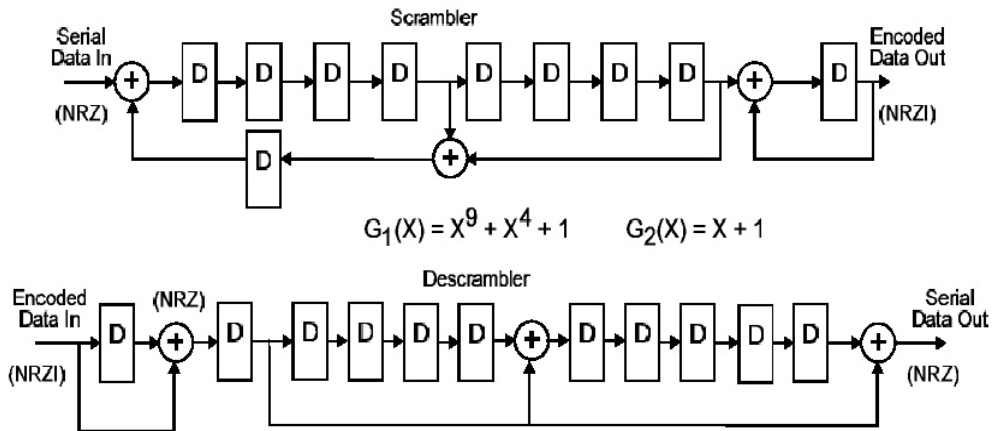 Scrambler
Serial
Data In
(NRZ)
D D D D D D D D
D
Encoded
Data Out
(NRZI)
+ + + D
G₁(X) = X⁹ + X⁴ + 1 G₂(X) = X + 1
Descrambler
Encoded
Data In
(NRZI)
D
(NRZ)
+ D D D D D + D D D D D +
Serial
Data Out
(NRZ)